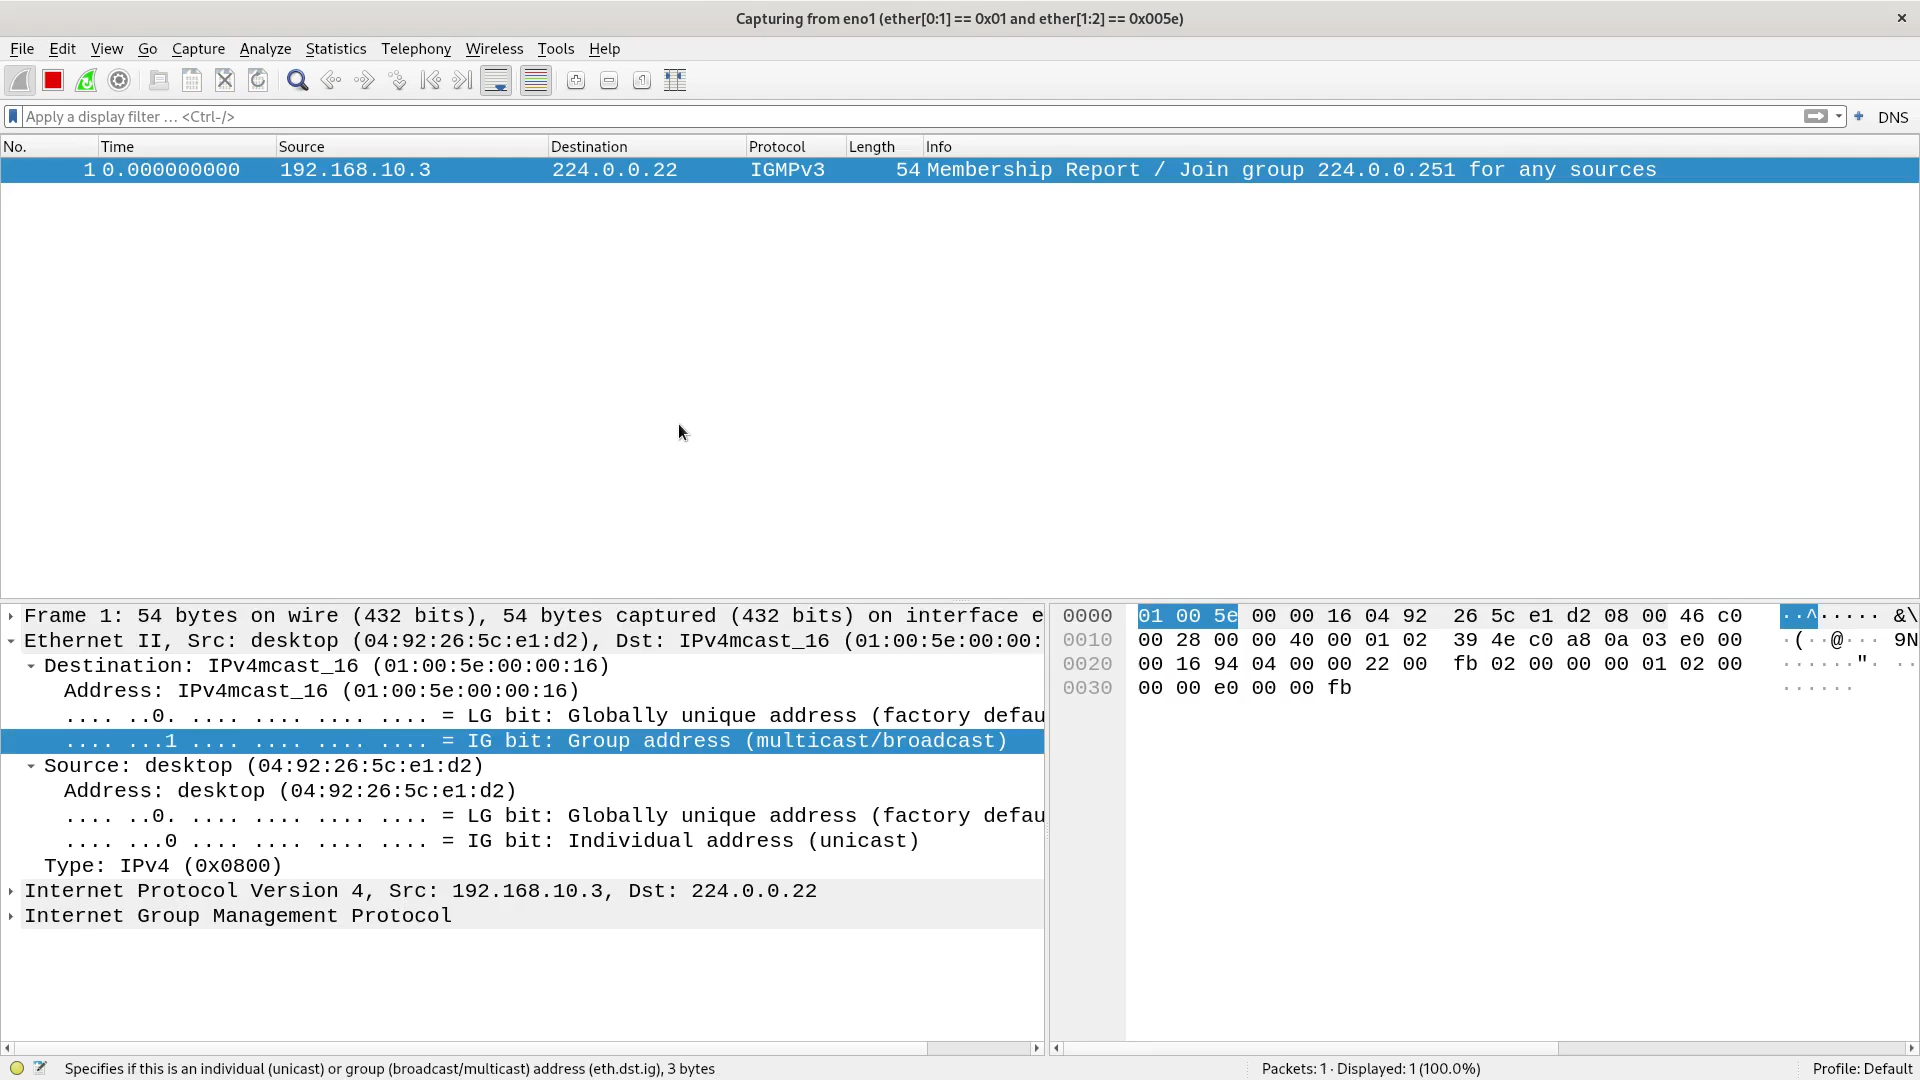 Capturing from eno1 (ether[0:1] == 0x01 and ether[1:2] == 0x005e)
File Edit View Go Capture Analyze Statistics Telephony Wireless Tools Help
Apply a display filter … <Ctrl-/> DNS
No. Time Source Destination Protocol Length Info
1 0.000000000 192.168.10.3 224.0.0.22 IGMPv3 54 Membership Report / Join group 224.0.0.251 for any sources
Frame 1: 54 bytes on wire (432 bits), 54 bytes captured (432 bits) on interface e
Ethernet II, Src: desktop (04:92:26:5c:e1:d2), Dst: IPv4mcast_16 (01:00:5e:00:00:
Destination: IPv4mcast_16 (01:00:5e:00:00:16)
Address: IPv4mcast_16 (01:00:5e:00:00:16)
.... ..0. .... .... .... .... = LG bit: Globally unique address (factory defau
.... ...1 .... .... .... .... = IG bit: Group address (multicast/broadcast)
Source: desktop (04:92:26:5c:e1:d2)
Address: desktop (04:92:26:5c:e1:d2)
.... ..0. .... .... .... .... = LG bit: Globally unique address (factory defau
.... ...0 .... .... .... .... = IG bit: Individual address (unicast)
Type: IPv4 (0x0800)
Internet Protocol Version 4, Src: 192.168.10.3, Dst: 224.0.0.22
Internet Group Management Protocol
0000 01 00 5e 00 00 16 04 92 26 5c e1 d2 08 00 46 c0 ··^····· &\
0010 00 28 00 00 40 00 01 02 39 4e c0 a8 0a 03 e0 00 ·(··@··· 9N
0020 00 16 94 04 00 00 22 00 fb 02 00 00 00 01 02 00 ······"· ··
0030 00 00 e0 00 00 fb ······
Specifies if this is an individual (unicast) or group (broadcast/multicast) address (eth.dst.ig), 3 bytes Packets: 1 · Displayed: 1 (100.0%) Profile: Default